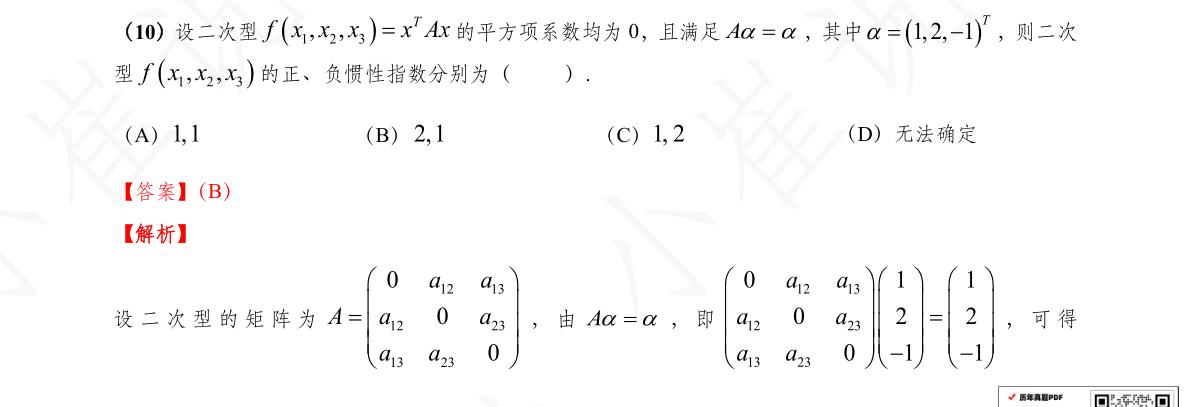 (10) 设二次型 f(x₁,x₂,x₃)=xᵀAx 的平方项系数均为 0，且满足 Aα=α，其中 α=(1,2,−1)ᵀ，则二次
型 f(x₁,x₂,x₃) 的正、负惯性指数分别为（　　）.
（A）1,1　（B）2,1　（C）1,2　（D）无法确定
【答案】（B）
【解析】
设二次型的矩阵为 A=(0 a₁₂ a₁₃; a₁₂ 0 a₂₃; a₁₃ a₂₃ 0)，由 Aα=α，即 (0 a₁₂ a₁₃; a₁₂ 0 a₂₃; a₁₃ a₂₃ 0)(1; 2; −1)=(1; 2; −1)，可得
历年真题PDF